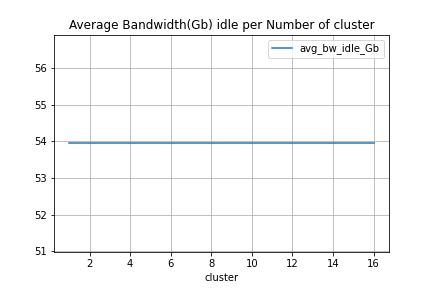 Average Bandwidth(Gb) idle per Number of cluster
avg_bw_idle_Gb
56
55
54
53
52
51
2 4 6 8 10 12 14 16
cluster